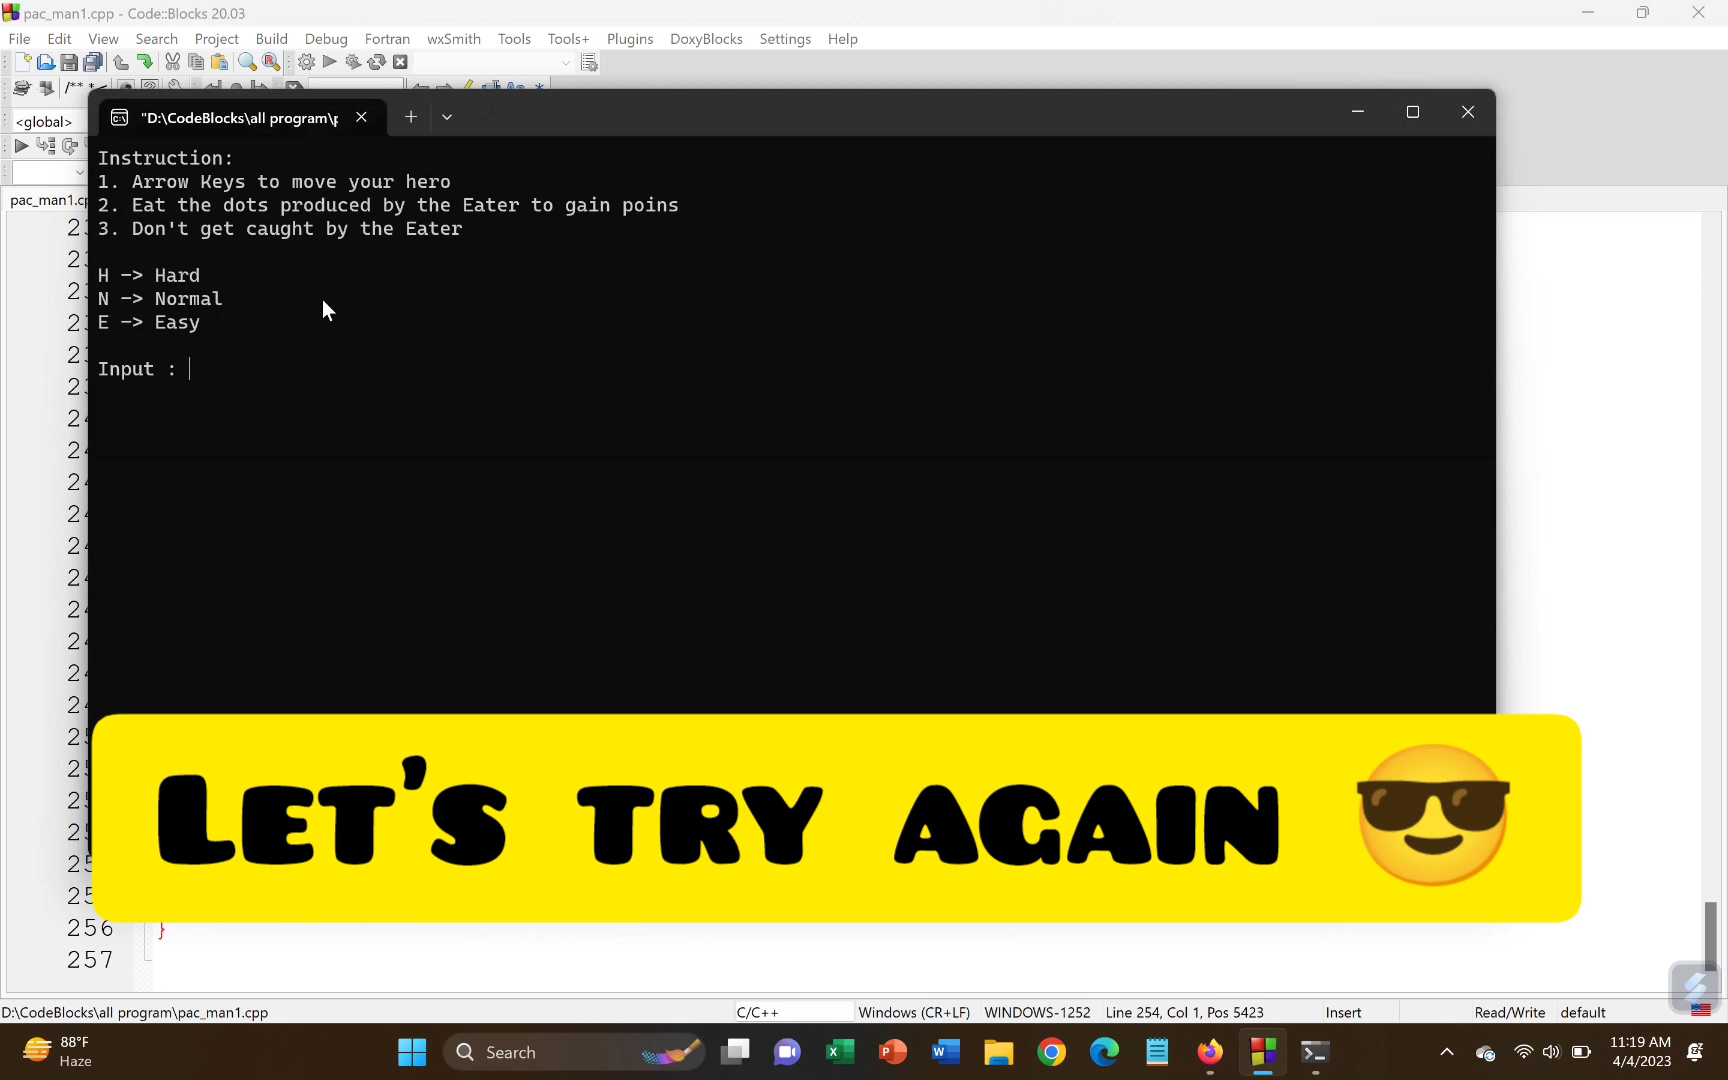 pac_man1.cpp - Code::Blocks 20.03
File Edit View Search Project Build Debug Fortran wxSmith Tools Tools+ Plugins DoxyBlocks Settings Help
<global>
"D:\CodeBlocks\all program\p
pac_man1.cp
Instruction:
1. Arrow Keys to move your hero
2. Eat the dots produced by the Eater to gain poins
3. Don't get caught by the Eater
H -> Hard
N -> Normal
E -> Easy
Input :
LET'S TRY AGAIN
256 }
257
D:\CodeBlocks\all program\pac_man1.cpp C/C++ Windows (CR+LF) WINDOWS-1252 Line 254, Col 1, Pos 5423 Insert Read/Write default
88°F
Haze
Search
11:19 AM
4/4/2023